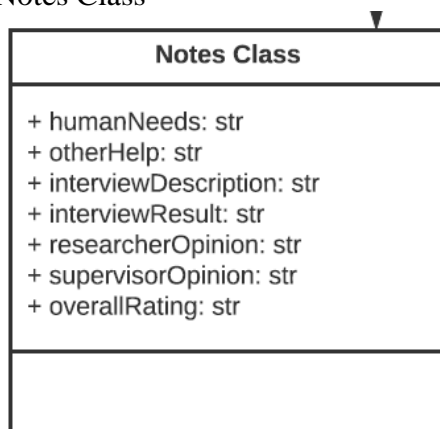 Notes Class
Notes Class
+ humanNeeds: str
+ otherHelp: str
+ interviewDescription: str
+ interviewResult: str
+ researcherOpinion: str
+ supervisorOpinion: str
+ overallRating: str